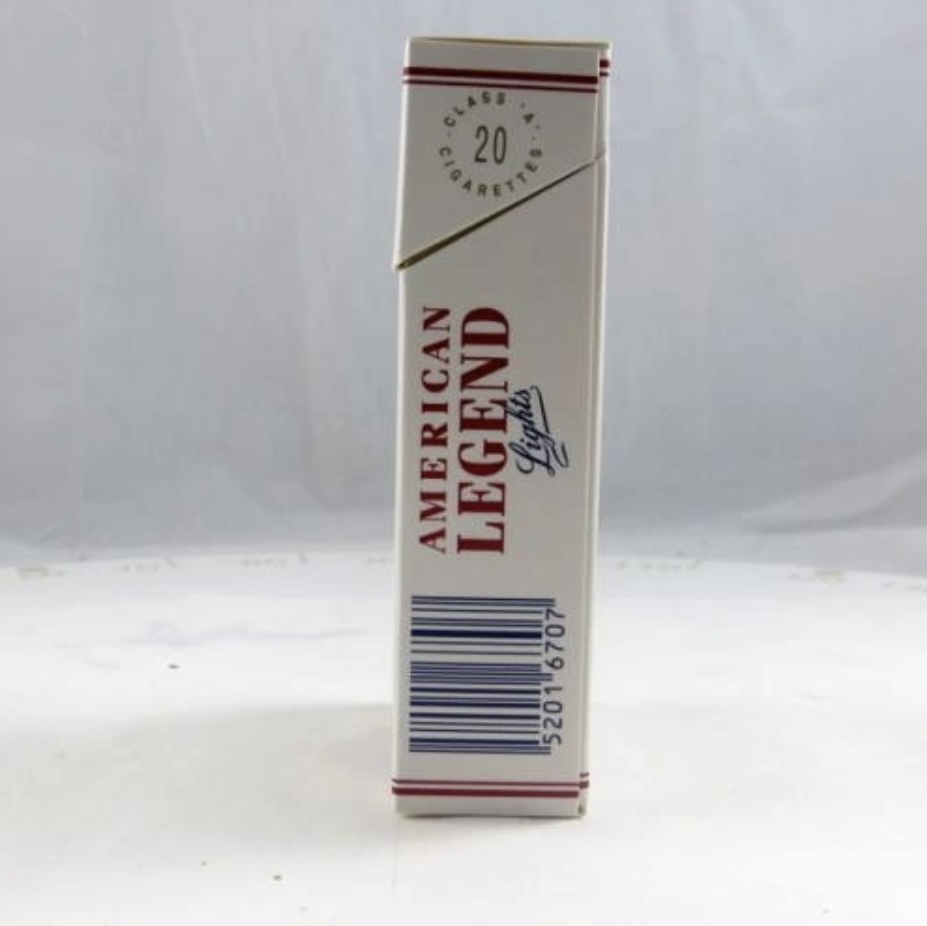 CLASS 'A'
20
CIGARETTES
AMERICAN
LEGEND
Lights
5201 6707